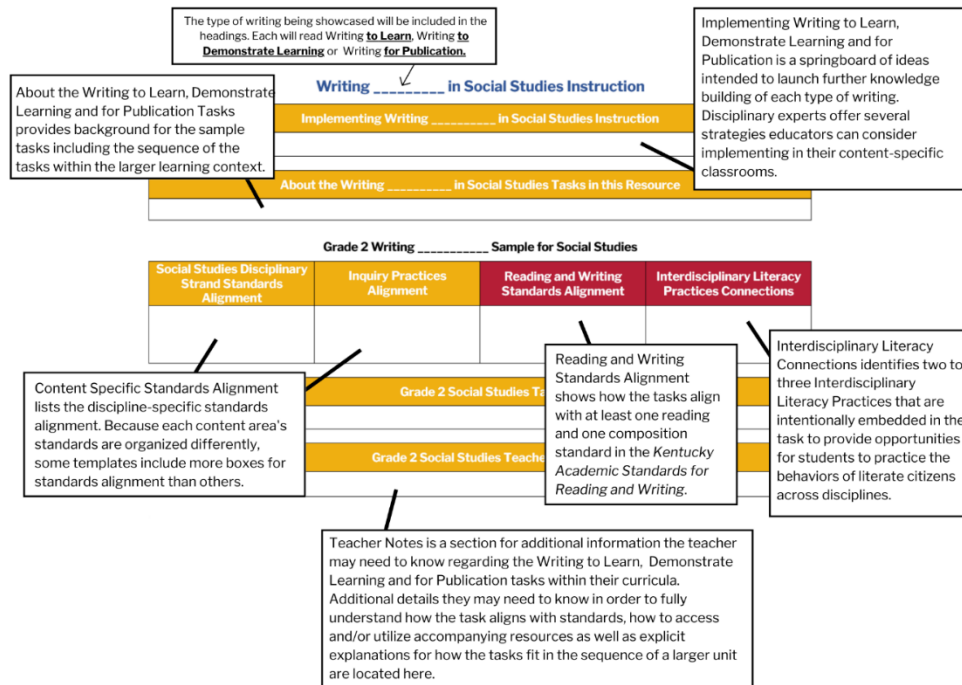 The type of writing being showcased will be included in the
headings. Each will read Writing to Learn, Writing to
Demonstrate Learning or Writing for Publication.
Writing _________ in Social Studies Instruction
Implementing Writing __________ in Social Studies Instruction
About the Writing __________ in Social Studies Tasks in this Resource
About the Writing to Learn, Demonstrate
Learning and for Publication Tasks
provides background for the sample
tasks including the sequence of the
tasks within the larger learning context.
Implementing Writing to Learn,
Demonstrate Learning and for
Publication is a springboard of ideas
intended to launch further knowledge
building of each type of writing.
Disciplinary experts offer several
strategies educators can consider
implementing in their content-specific
classrooms.
Grade 2 Writing ___________ Sample for Social Studies
Social Studies Disciplinary
Strand Standards
Alignment
Inquiry Practices
Alignment
Reading and Writing
Standards Alignment
Interdisciplinary Literacy
Practices Connections
Content Specific Standards Alignment
lists the discipline-specific standards
alignment. Because each content area's
standards are organized differently,
some templates include more boxes for
standards alignment than others.
Grade 2 Social Studies Ta
Grade 2 Social Studies Teache
Reading and Writing
Standards Alignment
shows how the tasks align
with at least one reading
and one composition
standard in the Kentucky
Academic Standards for
Reading and Writing.
Interdisciplinary Literacy
Connections identifies two to
three Interdisciplinary
Literacy Practices that are
intentionally embedded in the
task to provide opportunities
for students to practice the
behaviors of literate citizens
across disciplines.
Teacher Notes is a section for additional information the teacher
may need to know regarding the Writing to Learn, Demonstrate
Learning and for Publication tasks within their curricula.
Additional details they may need to know in order to fully
understand how the task aligns with standards, how to access
and/or utilize accompanying resources as well as explicit
explanations for how the tasks fit in the sequence of a larger unit
are located here.